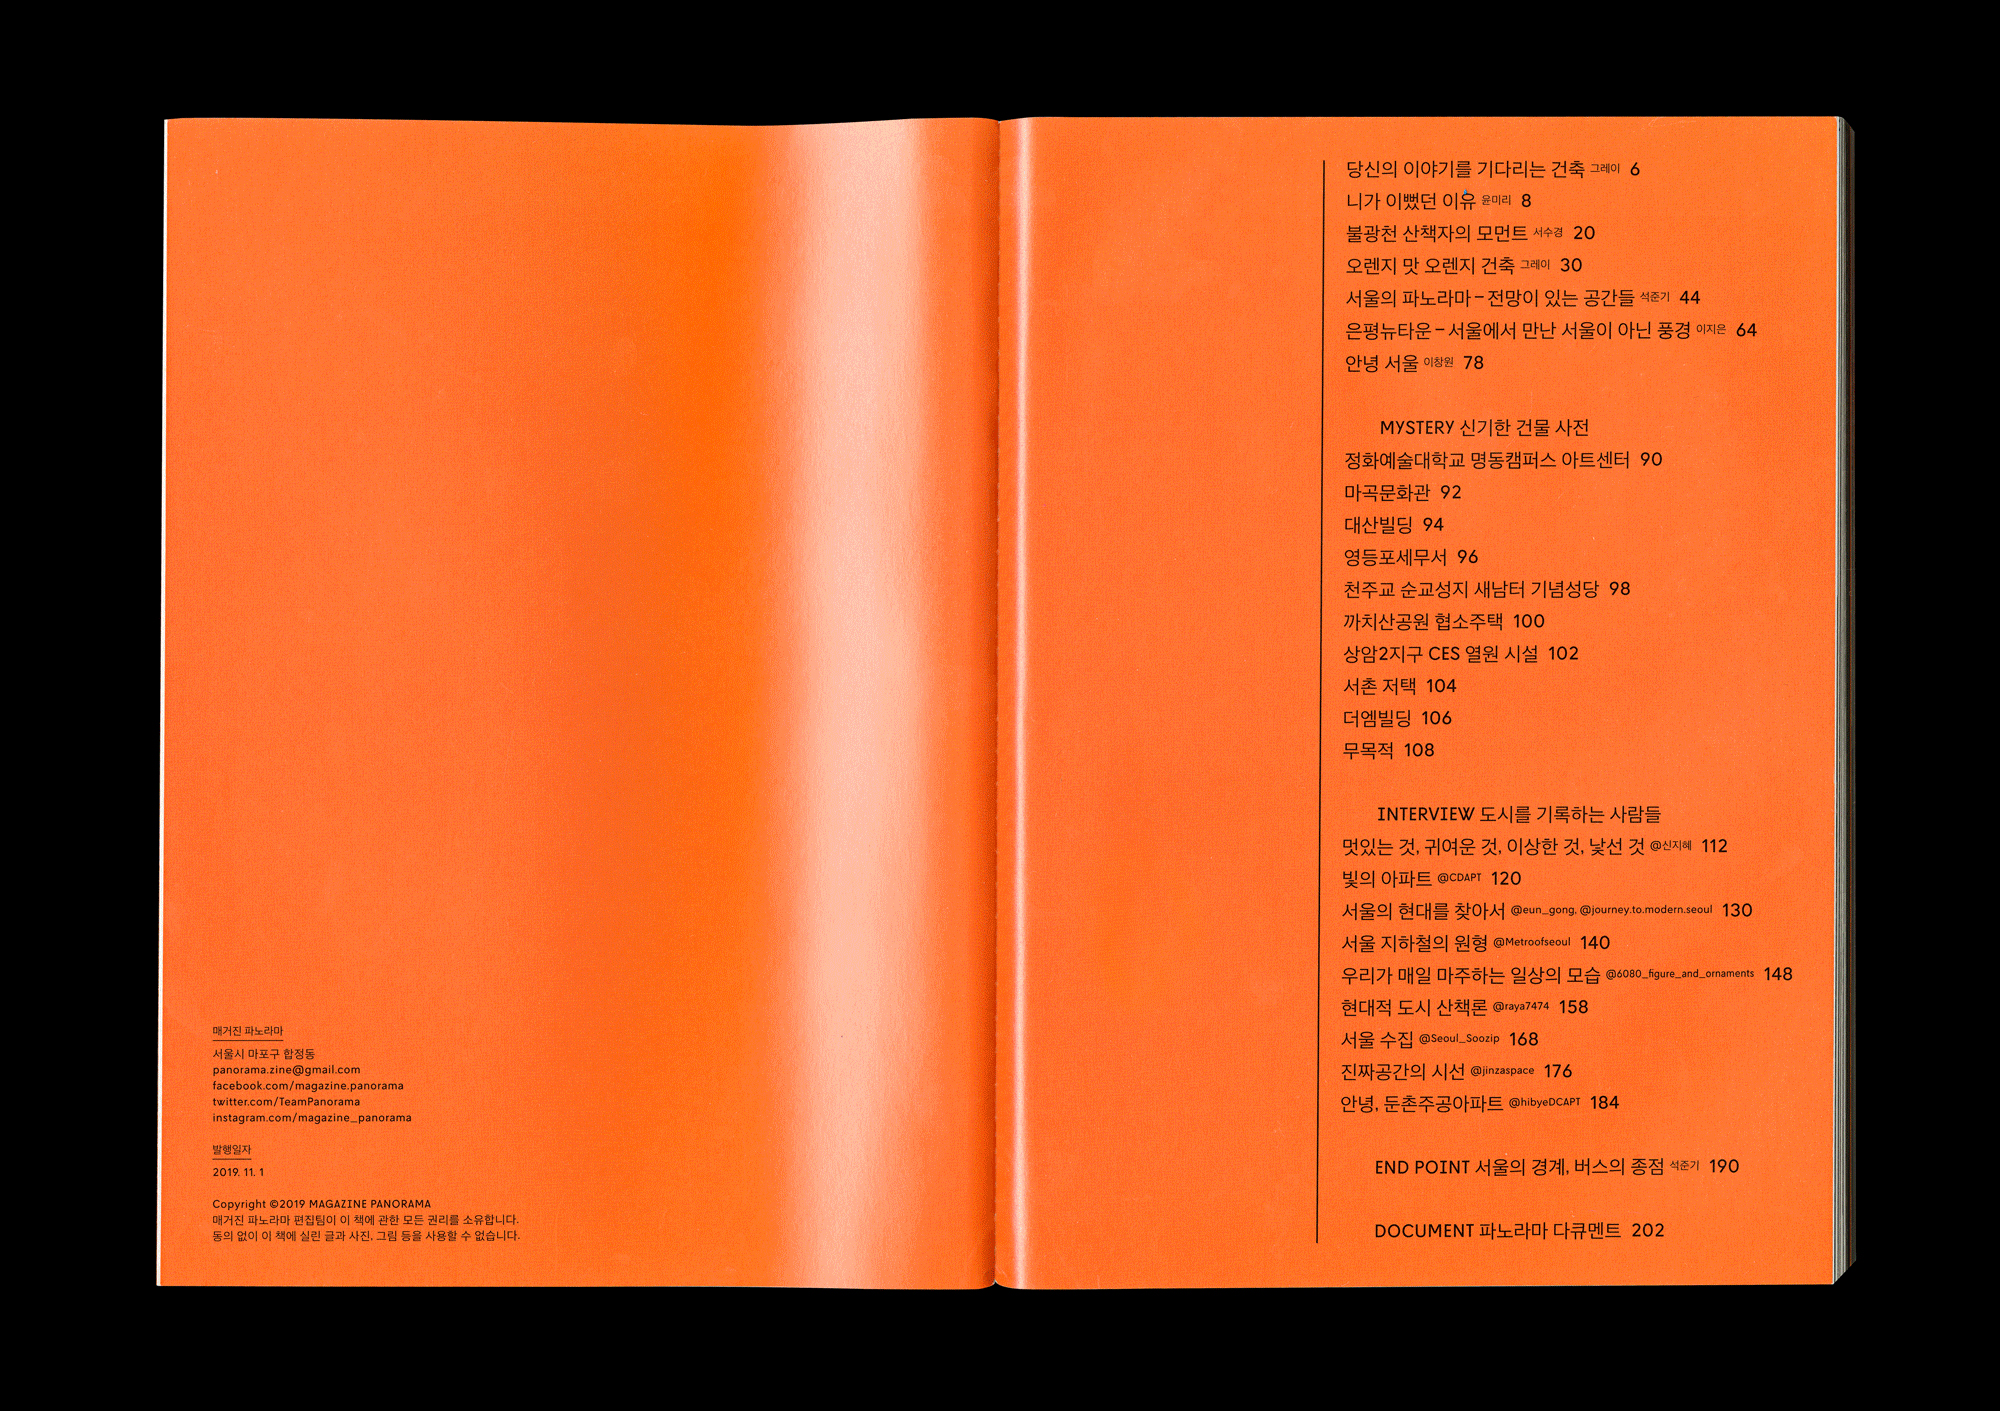 매거진 파노라마
서울시 마포구 합정동
panorama.zine@gmail.com
facebook.com/magazine.panorama
twitter.com/TeamPanorama
instagram.com/magazine_panorama
발행일자
2019. 11. 1
Copyright ©2019 MAGAZINE PANORAMA
매거진 파노라마 편집팀이 이 책에 관한 모든 권리를 소유합니다.
동의 없이 이 책에 실린 글과 사진, 그림 등을 사용할 수 없습니다.
당신의 이야기를 기다리는 건축 그레이 6
니가 이뻤던 이유 윤미리 8
불광천 산책자의 모먼트 서수경 20
오렌지 맛 오렌지 건축 그레이 30
서울의 파노라마 – 전망이 있는 공간들 석준기 44
은평뉴타운 – 서울에서 만난 서울이 아닌 풍경 이지은 64
안녕 서울 이창원 78
MYSTERY 신기한 건물 사전
정화예술대학교 명동캠퍼스 아트센터 90
마곡문화관 92
대산빌딩 94
영등포세무서 96
천주교 순교성지 새남터 기념성당 98
까치산공원 협소주택 100
상암2지구 CES 열원 시설 102
서촌 저택 104
더엠빌딩 106
무목적 108
INTERVIEW 도시를 기록하는 사람들
멋있는 것, 귀여운 것, 이상한 것, 낯선 것 @신지혜 112
빛의 아파트 @CDAPT 120
서울의 현대를 찾아서 @eun_gong, @journey.to.modern.seoul 130
서울 지하철의 원형 @Metroofseoul 140
우리가 매일 마주하는 일상의 모습 @6080_figure_and_ornaments 148
현대적 도시 산책론 @raya7474 158
서울 수집 @Seoul_Soozip 168
진짜공간의 시선 @jinzaspace 176
안녕, 둔촌주공아파트 @hibyeDCAPT 184
END POINT 서울의 경계, 버스의 종점 석준기 190
DOCUMENT 파노라마 다큐멘트 202